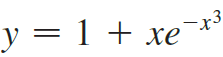 y = 1 + xe^{-x^3}